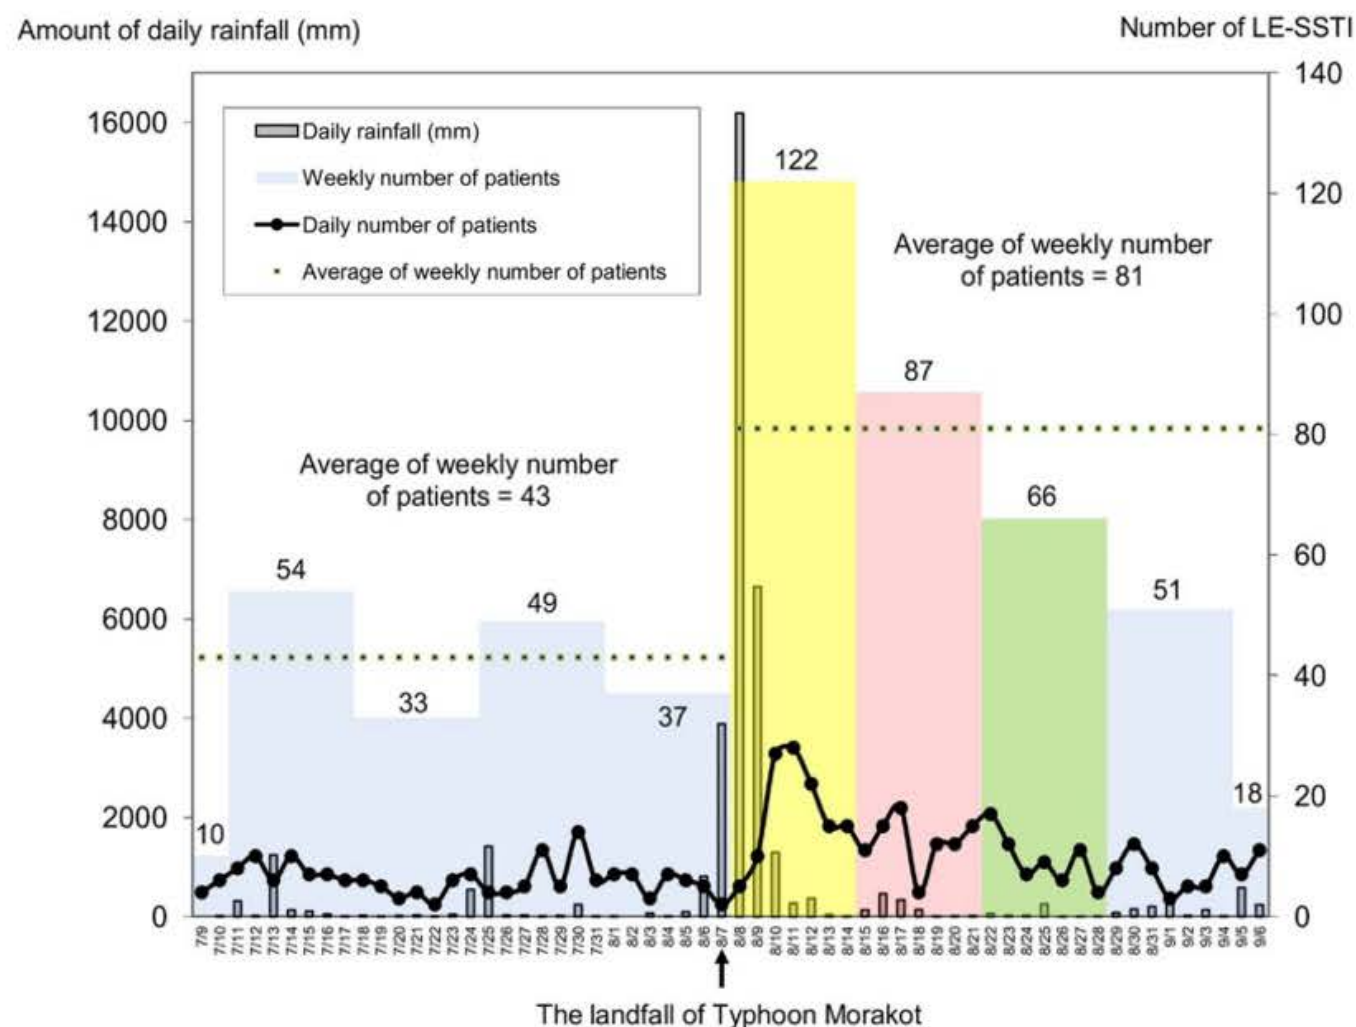 Amount of daily rainfall (mm)
Number of LE-SSTI
Daily rainfall (mm)
Weekly number of patients
Daily number of patients
Average of weekly number of patients
16000
14000
12000
10000
8000
6000
4000
2000
0
140
120
100
80
60
40
20
0
Average of weekly number
of patients = 43
Average of weekly number
of patients = 81
10
54
33
49
37
122
87
66
51
18
7/9 7/10 7/11 7/12 7/13 7/14 7/15 7/16 7/17 7/18 7/19 7/20 7/21 7/22 7/23 7/24 7/25 7/26 7/27 7/28 7/29 7/30 7/31 8/1 8/2 8/3 8/4 8/5 8/6 8/7 8/8 8/9 8/10 8/11 8/12 8/13 8/14 8/15 8/16 8/17 8/18 8/19 8/20 8/21 8/22 8/23 8/24 8/25 8/26 8/27 8/28 8/29 8/30 8/31 9/1 9/2 9/3 9/4 9/5 9/6
The landfall of Typhoon Morakot